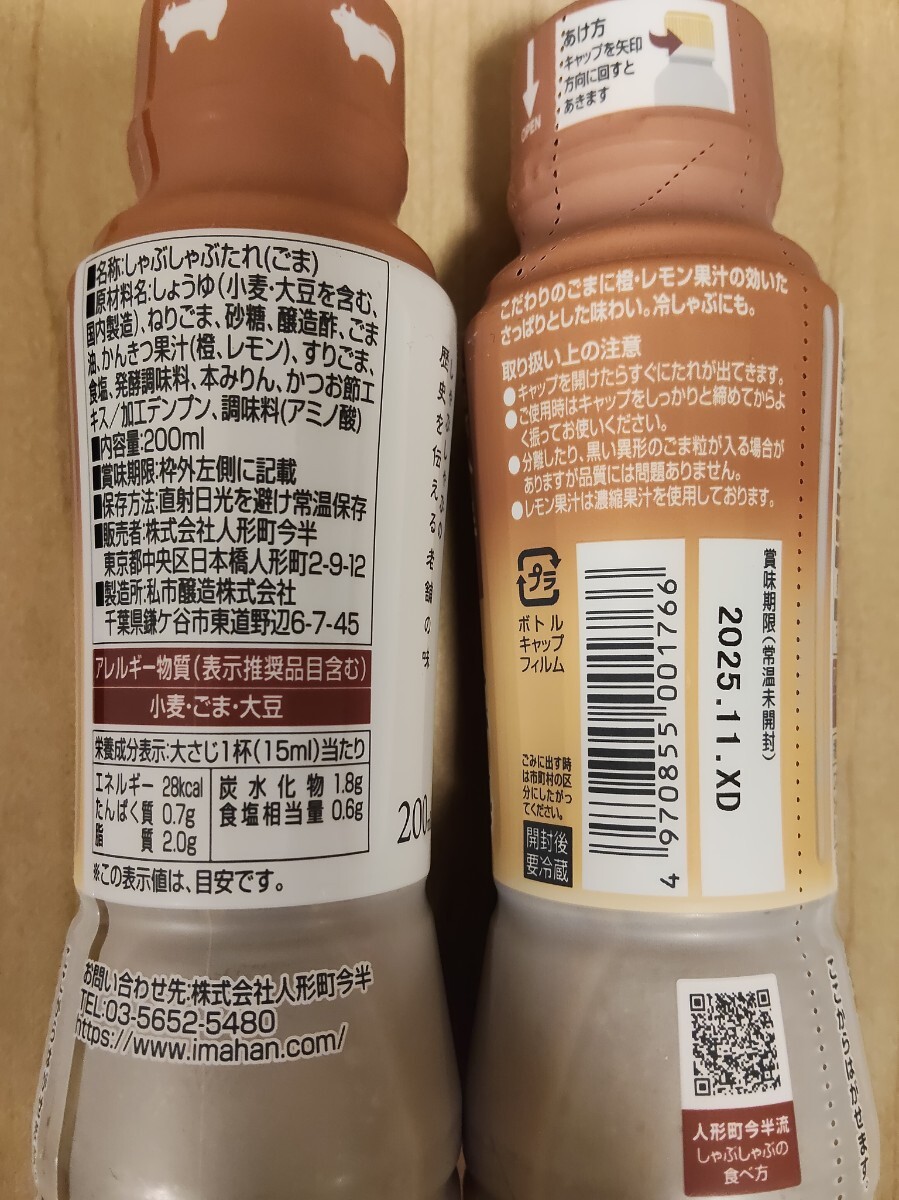 ■名称:しゃぶしゃぶたれ(ごま)
■原材料名:しょうゆ(小麦・大豆を含む、
国内製造)、ねりごま、砂糖、醸造酢、ごま
油、かんきつ果汁(橙、レモン)、すりごま、
食塩、発酵調味料、本みりん、かつお節エ
キス/加工デンプン、調味料(アミノ酸)
■内容量:200ml
■賞味期限:枠外左側に記載
■保存方法:直射日光を避け常温保存
■販売者:株式会社人形町今半
東京都中央区日本橋人形町2-9-12
■製造所:私市醸造株式会社
千葉県鎌ケ谷市東道野辺6-7-45
アレルギー物質(表示推奨品目含む)
小麦・ごま・大豆
栄養成分表示:大さじ1杯(15ml)当たり
エネルギー 28kcal
たんぱく質 0.7g
脂質 2.0g
炭水化物 1.8g
食塩相当量 0.6g
※この表示値は、目安です。
お問い合わせ先:株式会社人形町今半
TEL:03-5652-5480
https://www.imahan.com/
歴史を伝える老舗の味
200
あけ方
キャップを矢印
方向に回すと
あきます
OPEN
こだわりのごまに橙・レモン果汁の効いた
さっぱりとした味わい。冷しゃぶにも。
取り扱い上の注意
●キャップを開けたらすぐにたれが出てきます。
●ご使用時はキャップをしっかりと締めてからよ
く振ってお使いください。
●分離したり、黒い異形のごま粒が入る場合が
ありますが品質には問題ありません。
●レモン果汁は濃縮果汁を使用しております。
プラ
ボトル
キャップ
フィルム
ごみに出す時
は市町村の区
分にしたがっ
てください。
開封後
要冷蔵
4 970855 001766
賞味期限(常温未開封)
2025.11.XD
人形町今半流
しゃぶしゃぶの
食べ方
ここからはがせます。